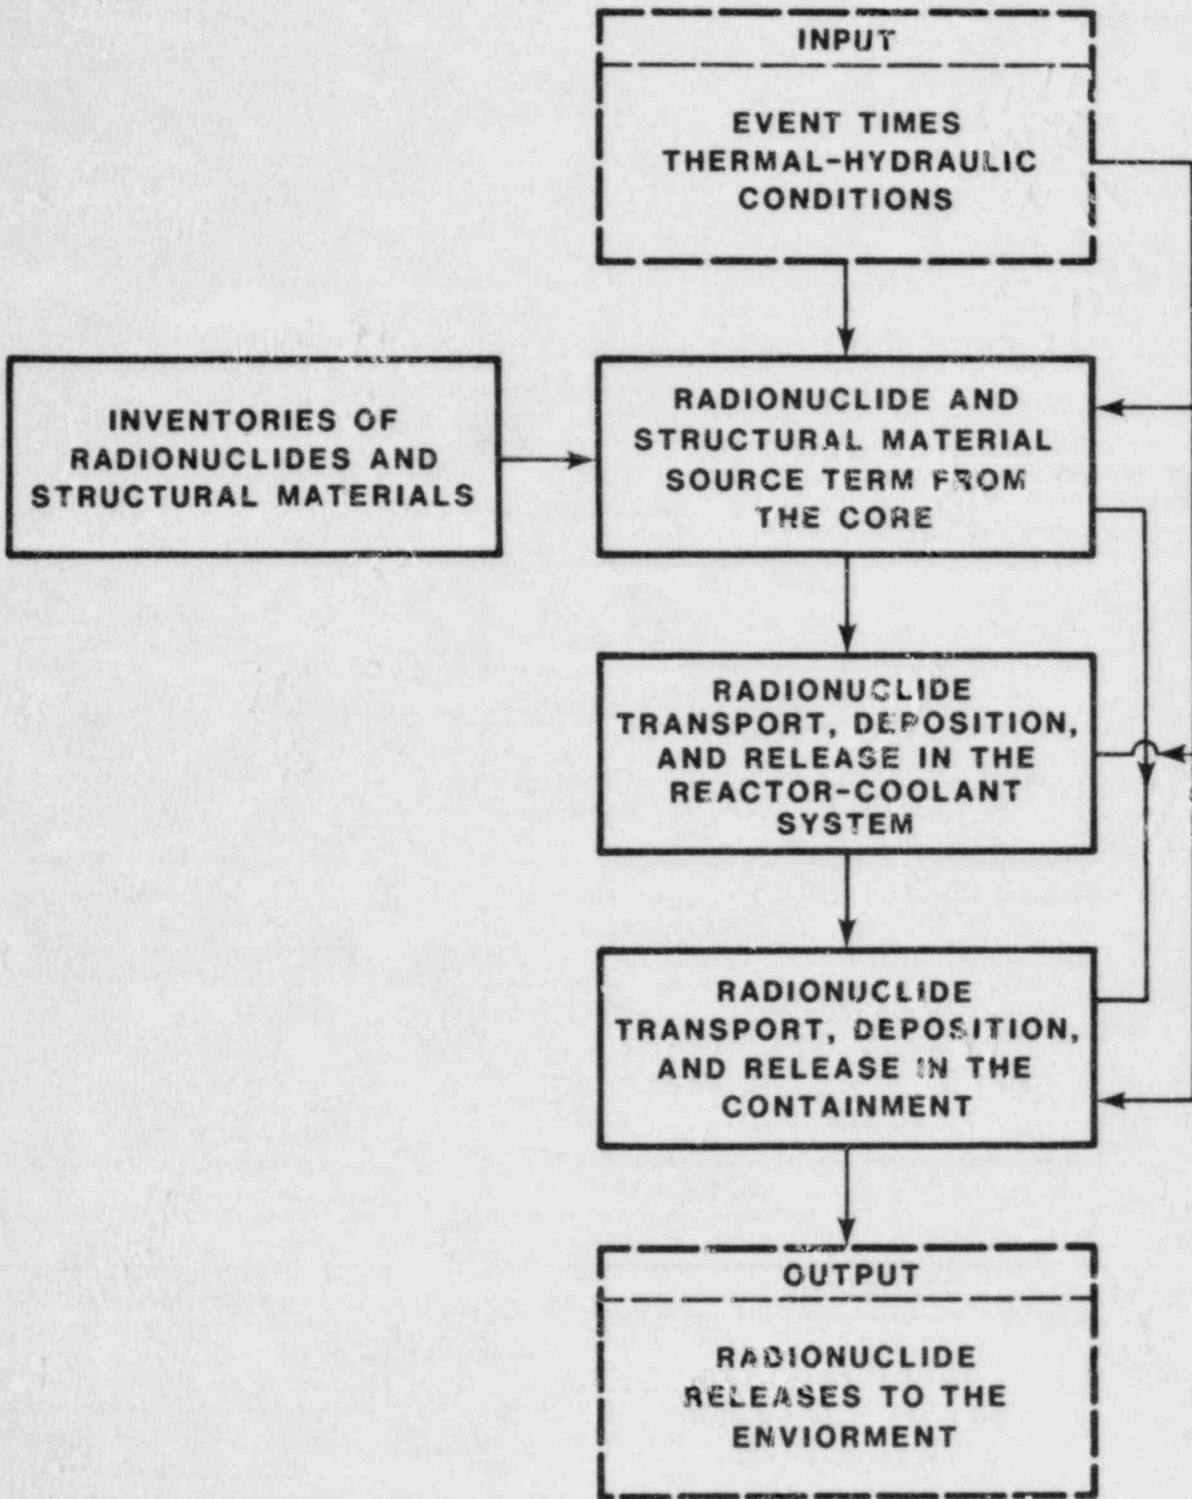 INPUT
EVENT TIMES
THERMAL-HYDRAULIC
CONDITIONS
INVENTORIES OF
RADIONUCLIDES AND
STRUCTURAL MATERIALS
RADIONUCLIDE AND
STRUCTURAL MATERIAL
SOURCE TERM FROM
THE CORE
RADIONUCLIDE
TRANSPORT, DEPOSITION,
AND RELEASE IN THE
REACTOR-COOLANT
SYSTEM
RADIONUCLIDE
TRANSPORT, DEPOSITION,
AND RELEASE IN THE
CONTAINMENT
OUTPUT
RADIONUCLIDE
RELEASES TO THE
ENVIORMENT